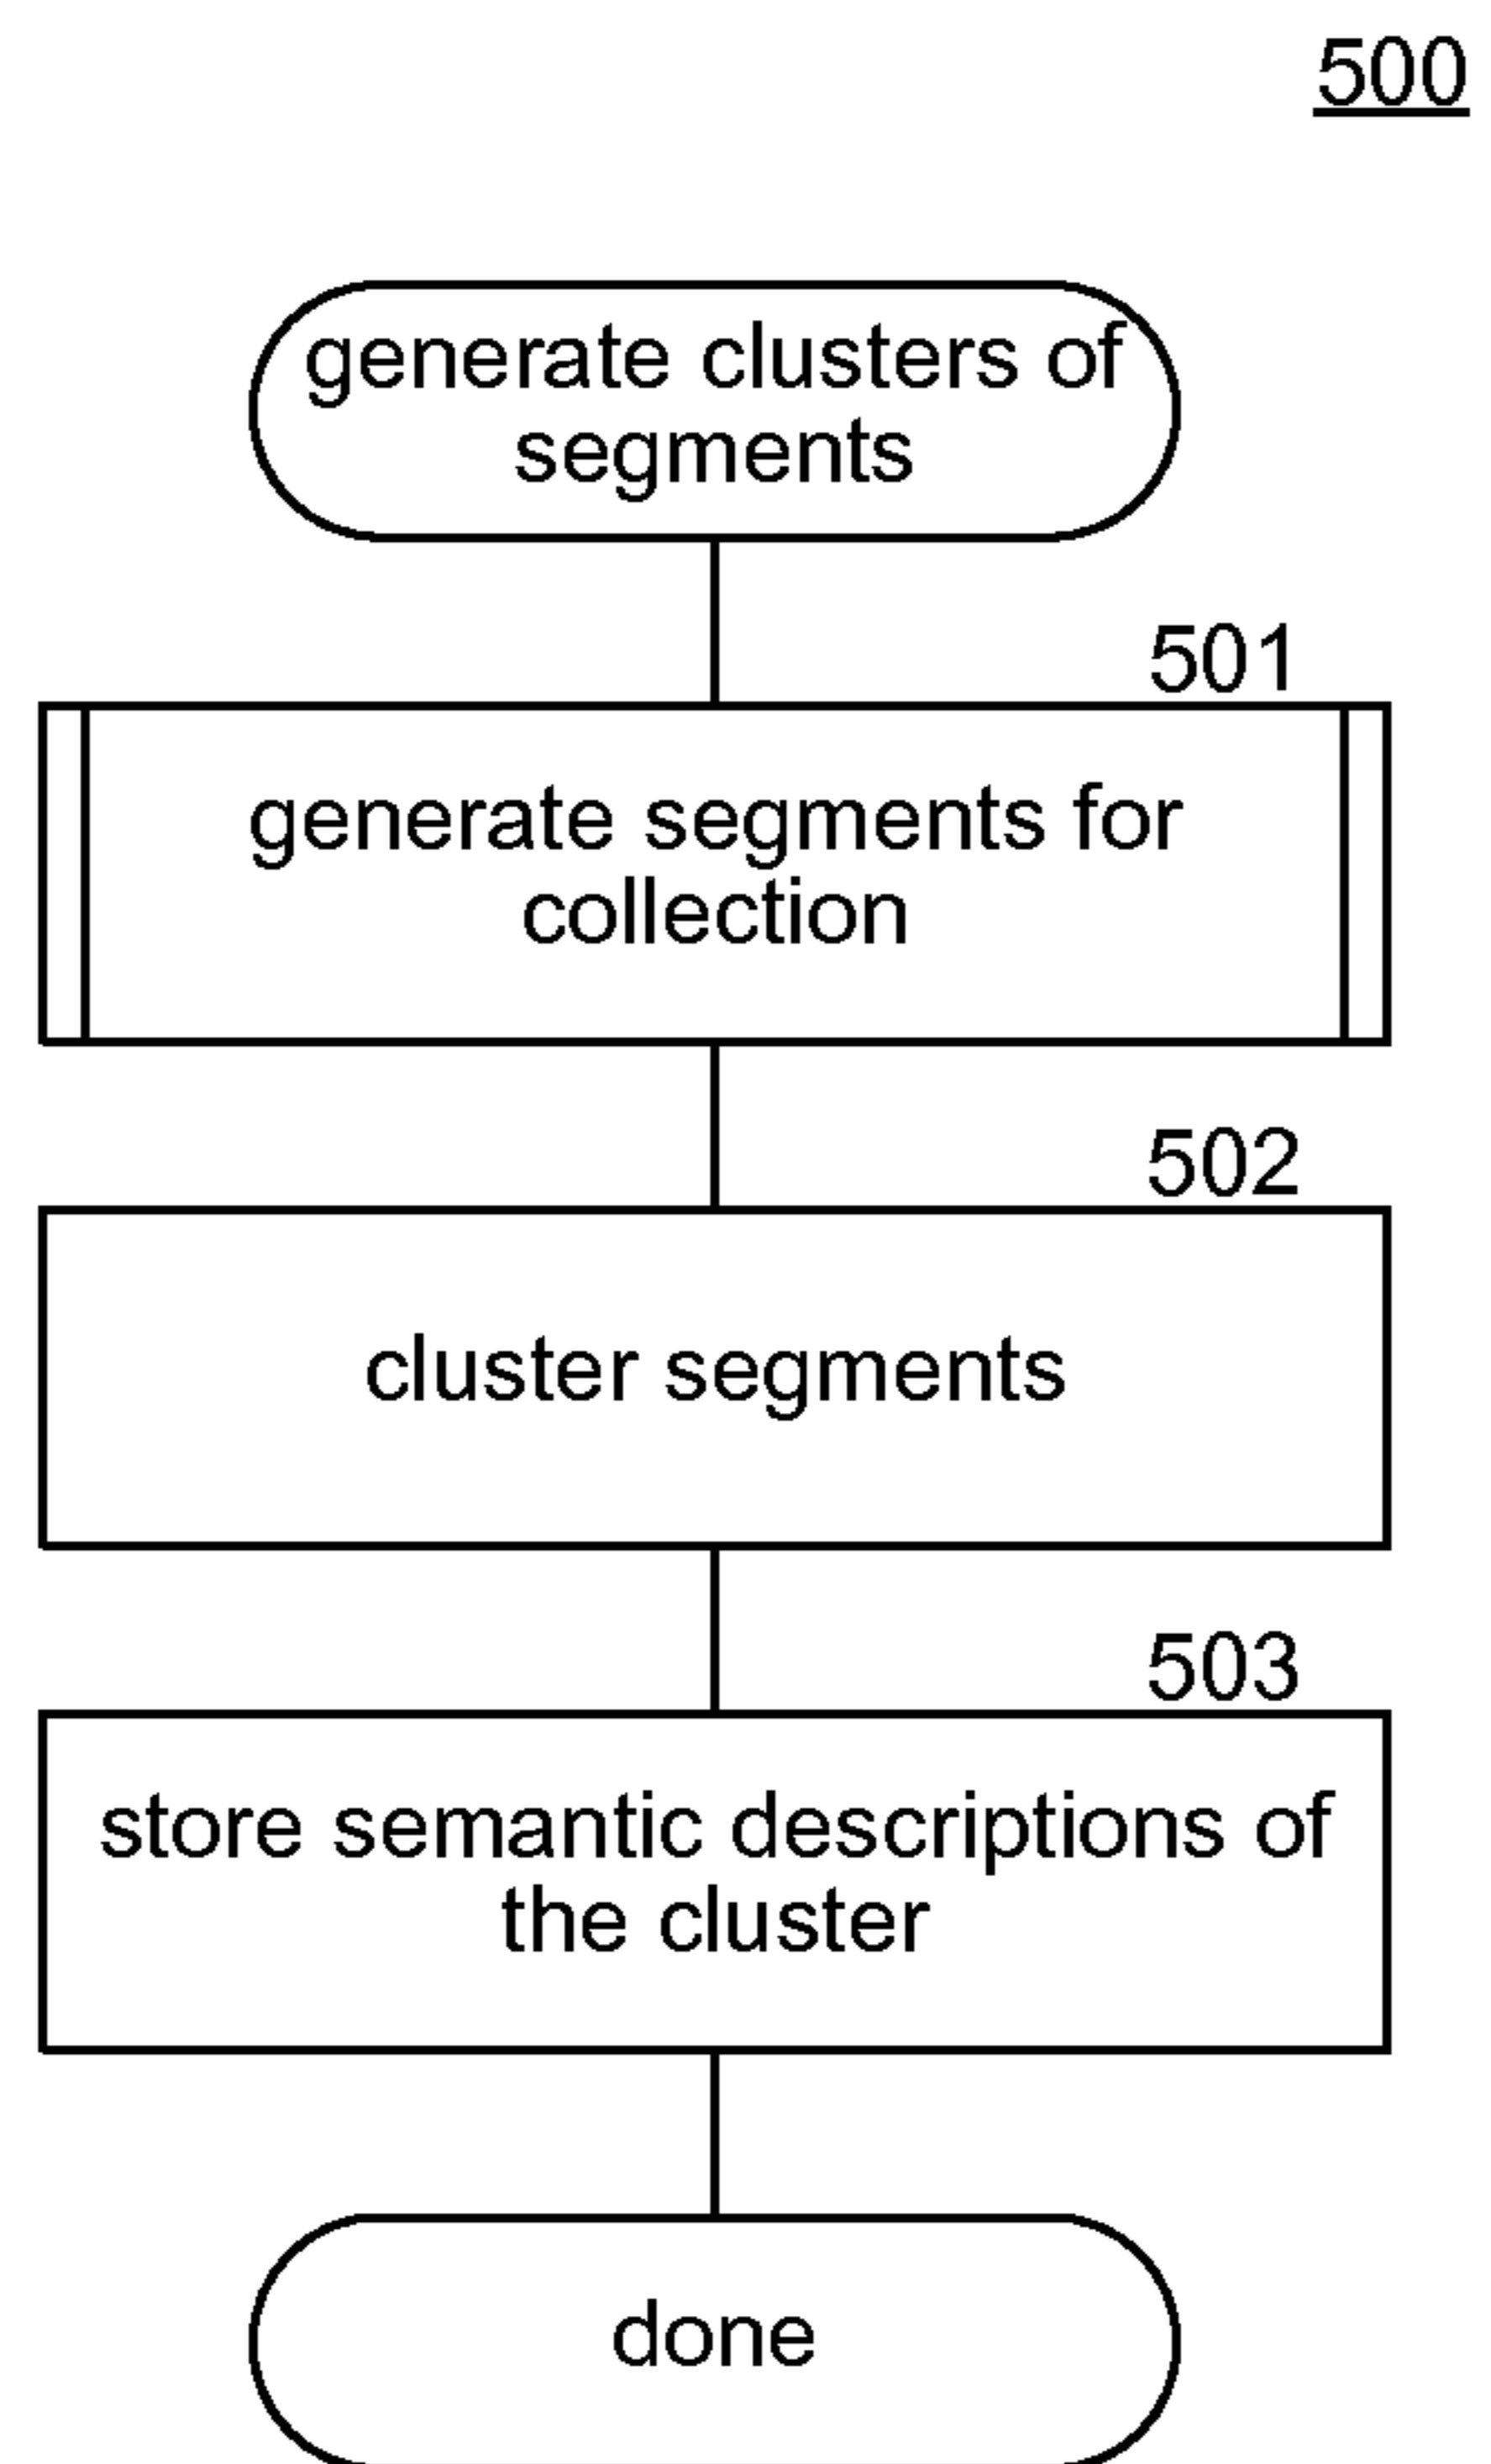 500
generate clusters of
segments
501
generate segments for
collection
502
cluster segments
503
store semantic descriptions of
the cluster
done